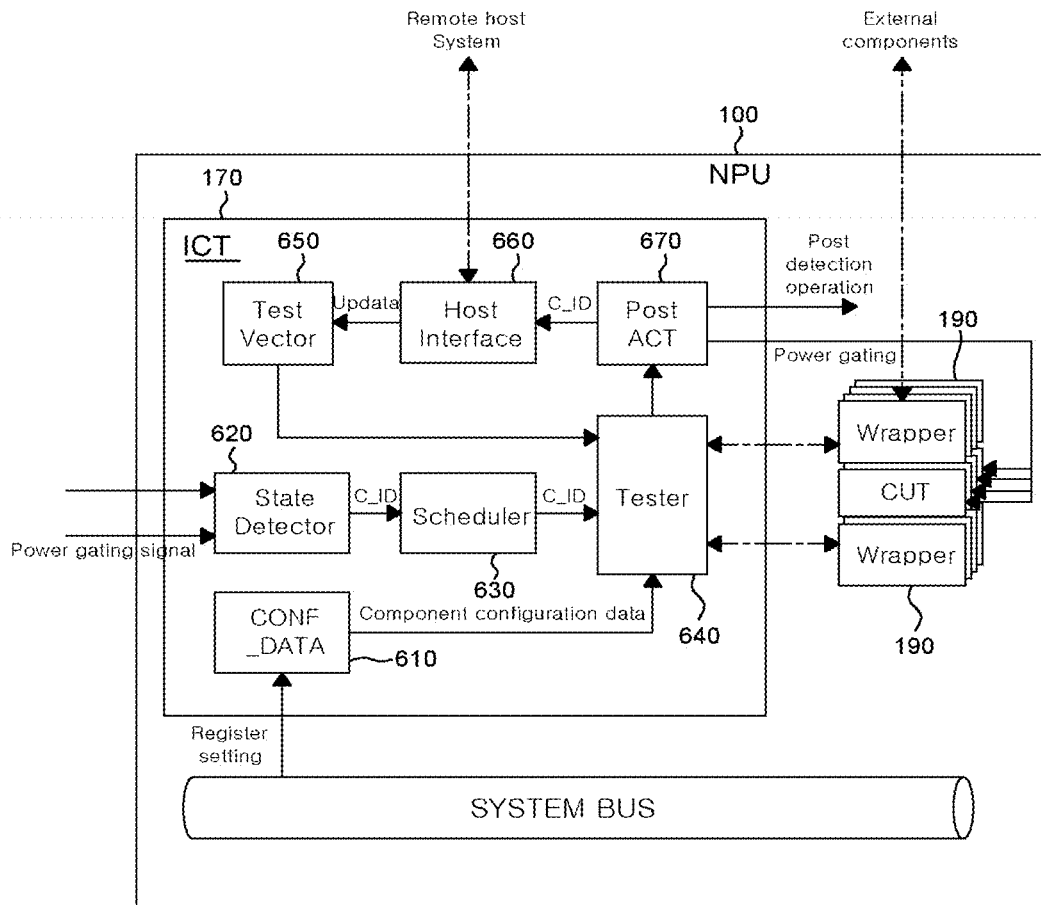 Remote host
System
External
components
100
NPU
170
ICT
650
660
670
Post
detection
operation
Test
Vector
Updata
Host
Interface
C_ID
Post
ACT
Power gating
190
620
Wrapper
State
Detector
C_ID
Scheduler
C_ID
Tester
CUT
Power gating signal
Wrapper
630
CONF
_DATA
Component configuration data
640
190
610
Register
setting
SYSTEM BUS